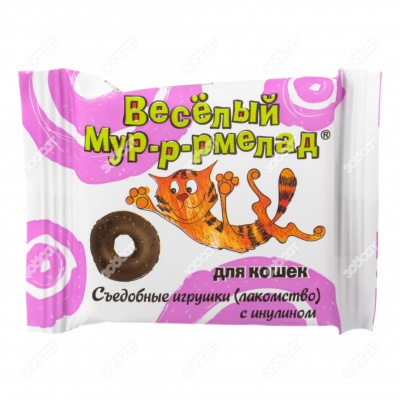 Весёлый
Мур-р-рмелад®
для кошек
Съедобные игрушки (лакомство)
с инулином